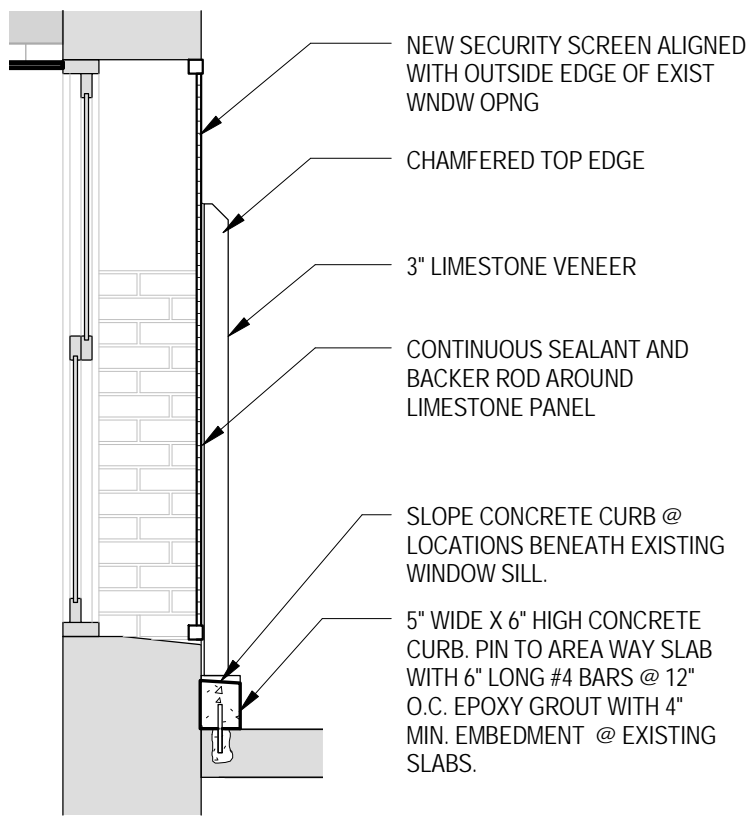 NEW SECURITY SCREEN ALIGNED
WITH OUTSIDE EDGE OF EXIST
WNDW OPNG
CHAMFERED TOP EDGE
3" LIMESTONE VENEER
CONTINUOUS SEALANT AND
BACKER ROD AROUND
LIMESTONE PANEL
SLOPE CONCRETE CURB @
LOCATIONS BENEATH EXISTING
WINDOW SILL.
5" WIDE X 6" HIGH CONCRETE
CURB. PIN TO AREA WAY SLAB
WITH 6" LONG #4 BARS @ 12"
O.C. EPOXY GROUT WITH 4"
MIN. EMBEDMENT @ EXISTING
SLABS.